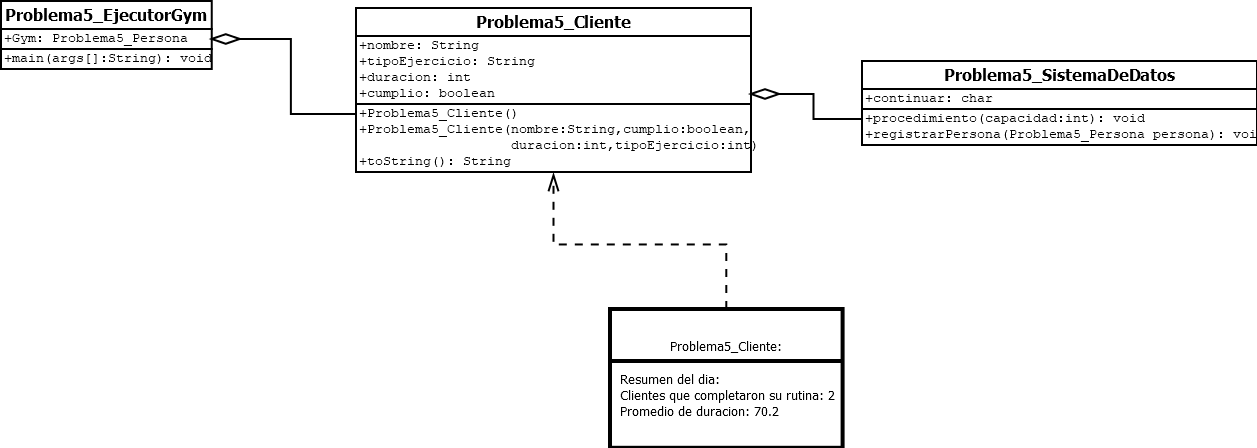 Problema5_EjecutorGym
+Gym: Problema5_Persona
+main(args[]:String): void
Problema5_Cliente
+nombre: String
+tipoEjercicio: String
+duracion: int
+cumplio: boolean
+Problema5_Cliente()
+Problema5_Cliente(nombre:String,cumplio:boolean,
duracion:int,tipoEjercicio:int)
+toString(): String
Problema5_SistemaDeDatos
+continuar: char
+procedimiento(capacidad:int): void
+registrarPersona(Problema5_Persona persona): voi
Problema5_Cliente:
Resumen del dia:
Clientes que completaron su rutina: 2
Promedio de duracion: 70.2